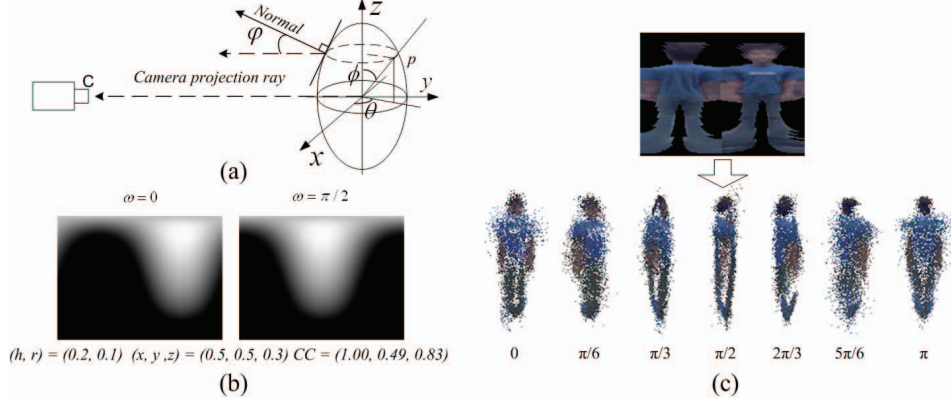 z
Normal
φ
p
C
Camera projection ray
ϕ
y
θ
x
(a)
ω = 0
ω = π / 2
(h, r) = (0.2, 0.1) (x, y ,z) = (0.5, 0.5, 0.3) CC = (1.00, 0.49, 0.83)
(b)
0
π/6
π/3
π/2
2π/3
5π/6
π
(c)